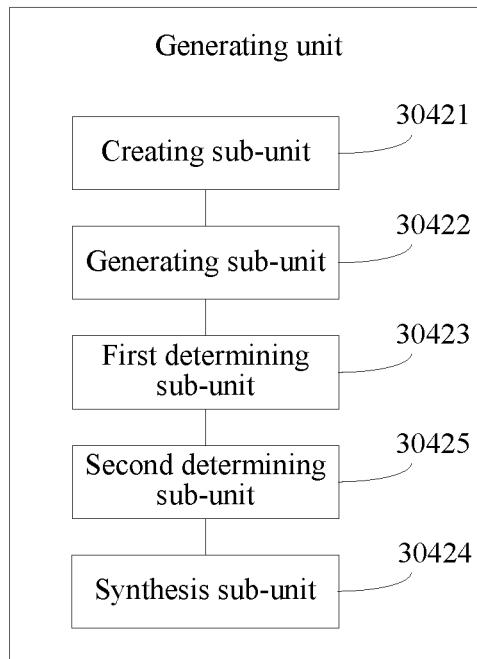 Generating unit
30421
Creating sub-unit
30422
Generating sub-unit
30423
First determining
sub-unit
30425
Second determining
sub-unit
30424
Synthesis sub-unit